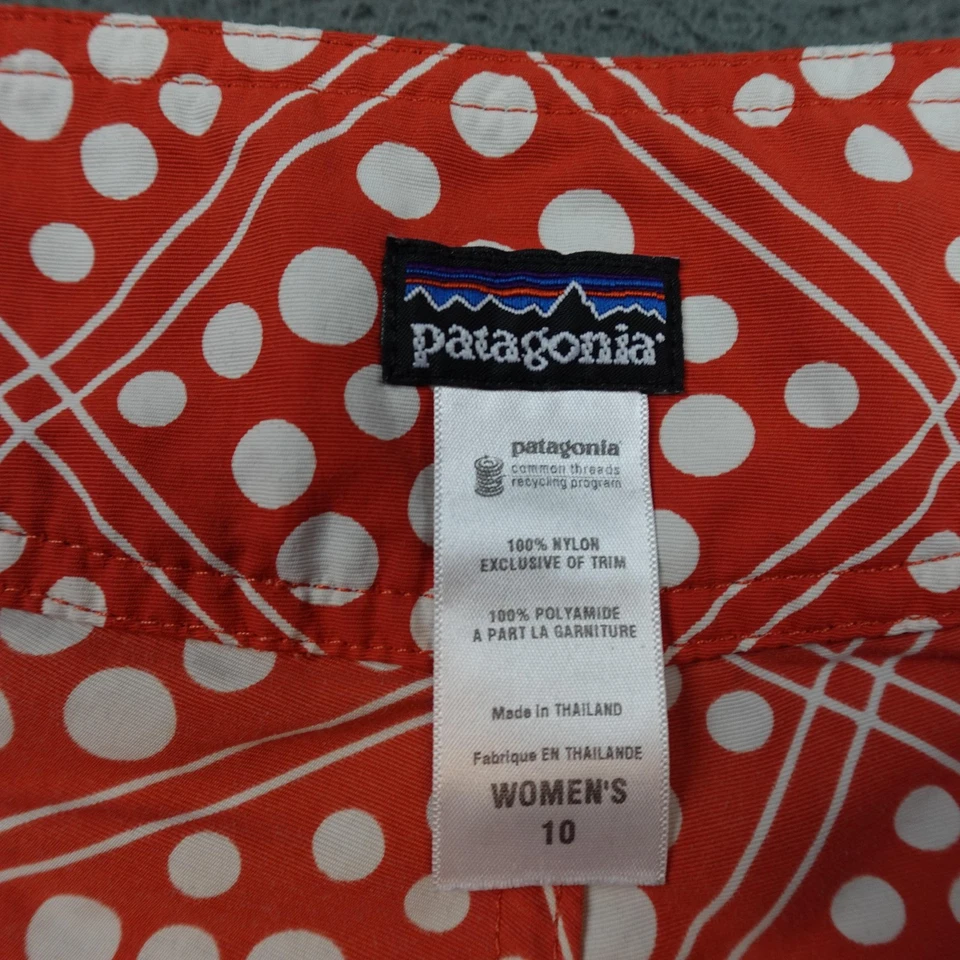 patagonia
patagonia
common threads
recycling program
100% NYLON
EXCLUSIVE OF TRIM
100% POLYAMIDE
A PART LA GARNITURE
Made in THAILAND
Fabrique EN THAILANDE
WOMEN'S
10